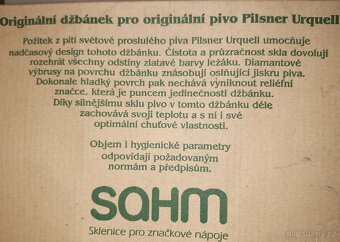 Originální džbánek pro originální pivo Pilsner Urquell
Požitek z pití světově proslulého piva Pilsner Urquell umocňuje
nadčasový design tohoto džbánku. Čistota a průzračnost skla dovolují
rozehrát všechny odstíny zlatavé barvy ležáku. Diamantové
výbrusy na povrchu džbánku znásobují oslňující jiskru piva.
Dokonale hladký povrch pak nechává vyniknout reliéfní
značce, která je puncem jedinečnosti džbánku.
Díky silnějšímu sklu pivo v tomto džbánku déle
zachovává svoji teplotu a s ní i své
optimální chuťové vlastnosti.
Objem i hygienické parametry
odpovídají požadovaným
normám a předpisům.
sahm
Sklenice pro značkové nápoje